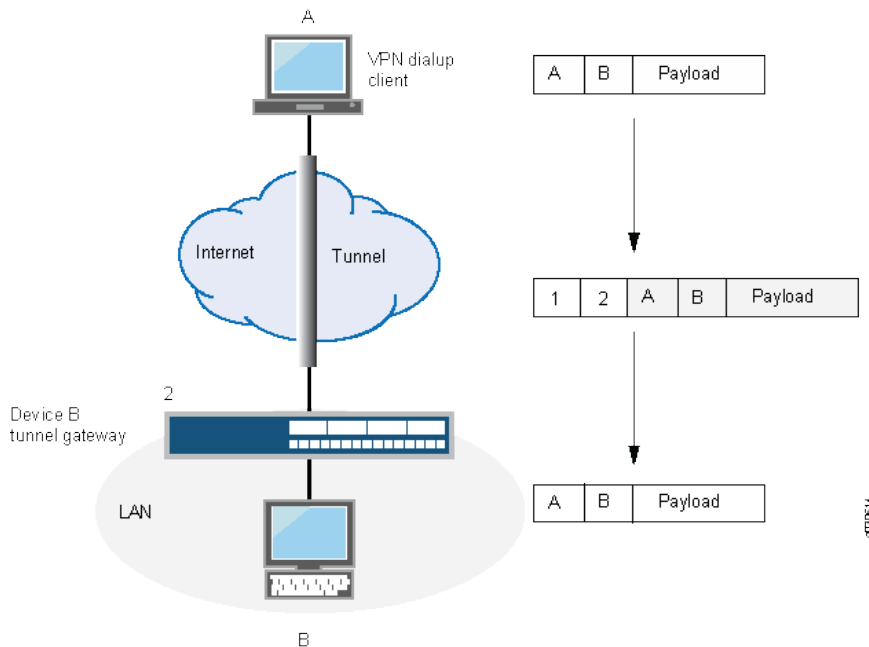 A
VPN dialup
client
A B Payload
Internet
Tunnel
1 2 A B Payload
2
Device B
tunnel gateway
LAN
A B Payload
B